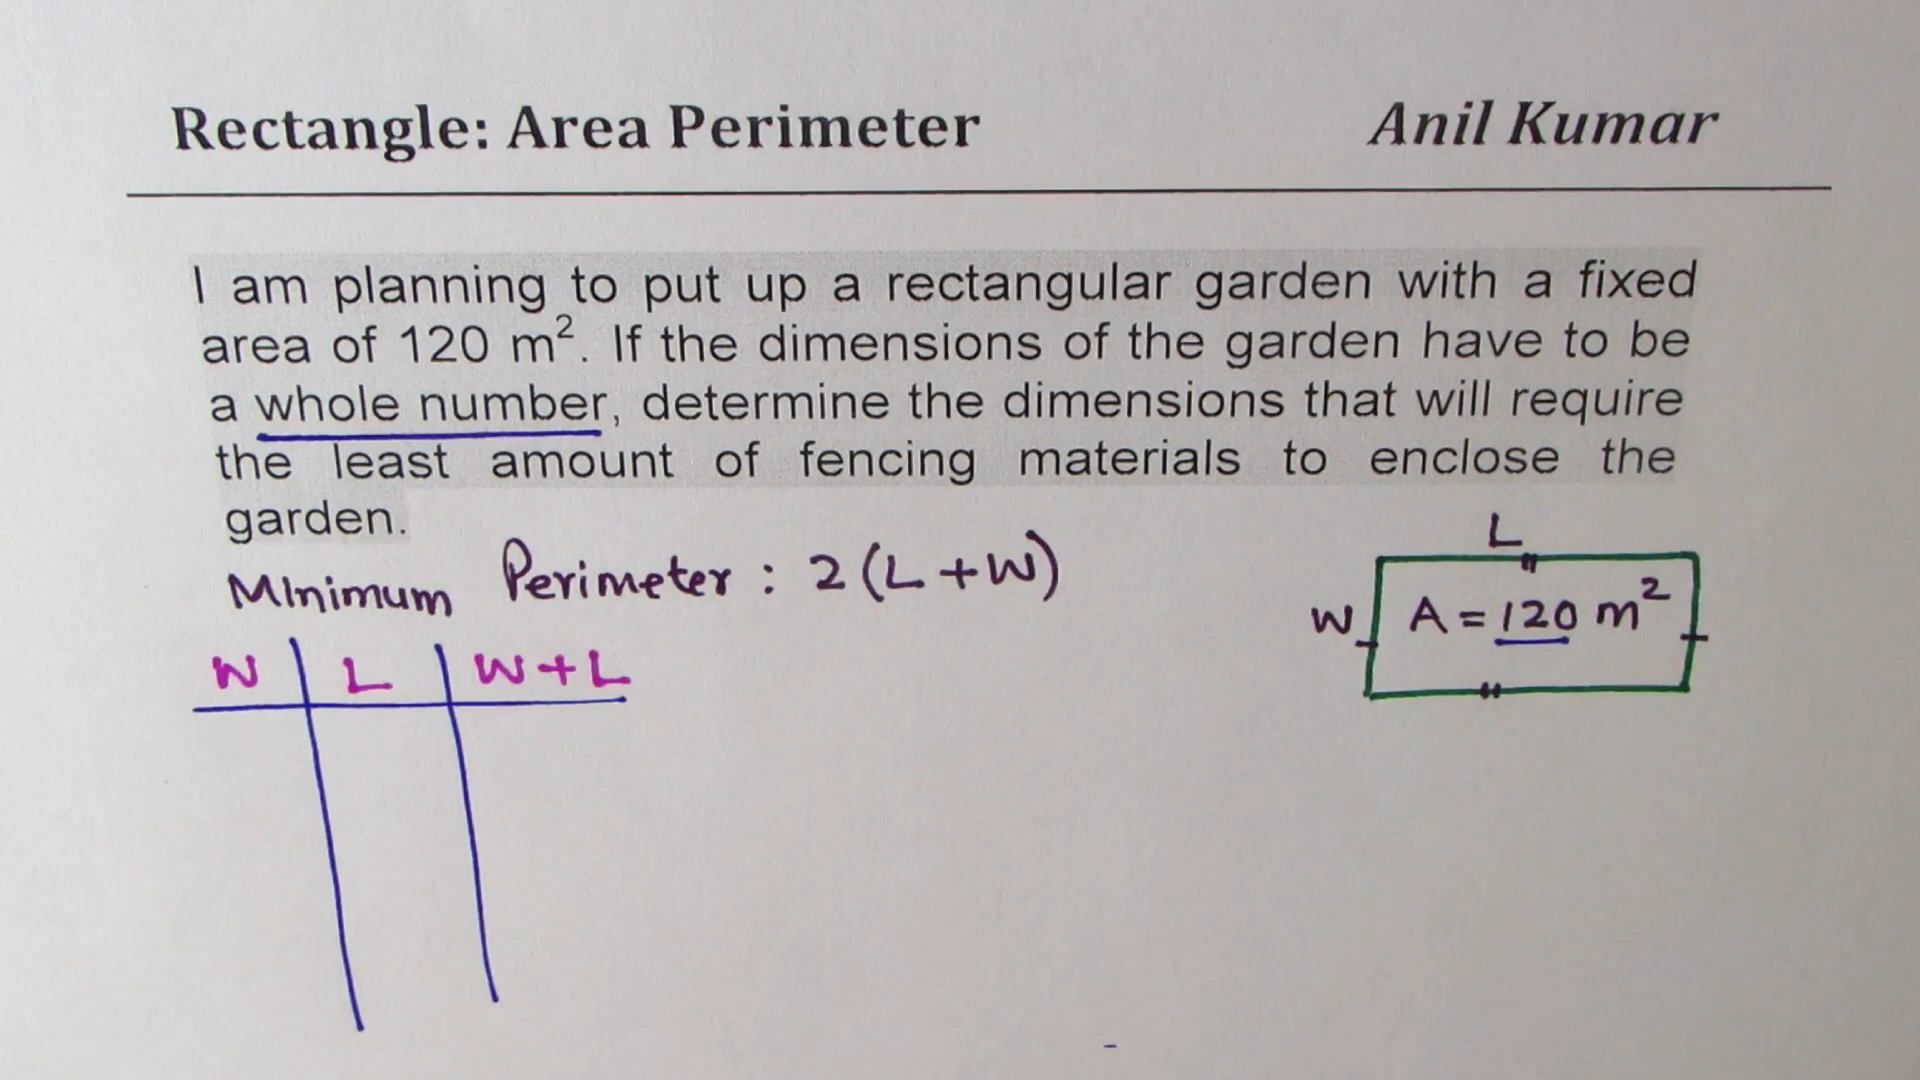 Rectangle: Area Perimeter Anil Kumar
I am planning to put up a rectangular garden with a fixed
area of 120 m². If the dimensions of the garden have to be
a whole number, determine the dimensions that will require
the least amount of fencing materials to enclose the
garden.
Minimum Perimeter : 2(L+W)
L
W A = 120 m²
W L W+L